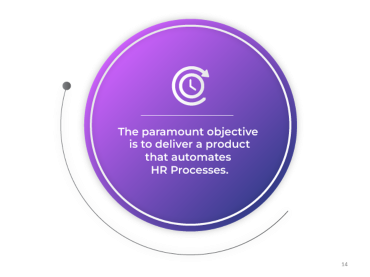 The paramount objective
is to deliver a product
that automates
HR Processes.
14